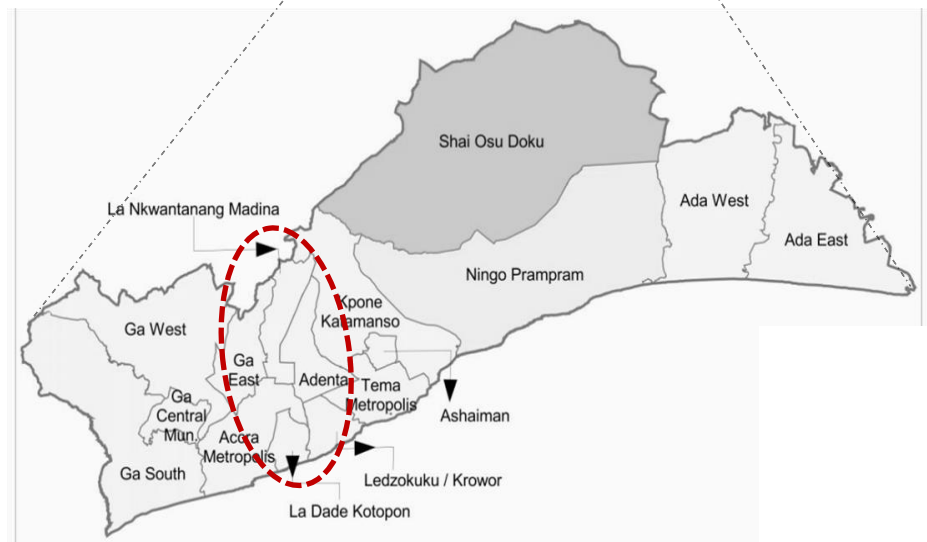 Shai Osu Doku
Ada West
La Nkwantanang Madina
Ada East
Ningo Prampram
Kpone
Katamanso
Ga West
Ga
East
Adenta
Tema
Metropolis
Ga
Central
Mun.
Ashaiman
Accra
Metropolis
Ga South
Ledzokuku / Krowor
La Dade Kotopon